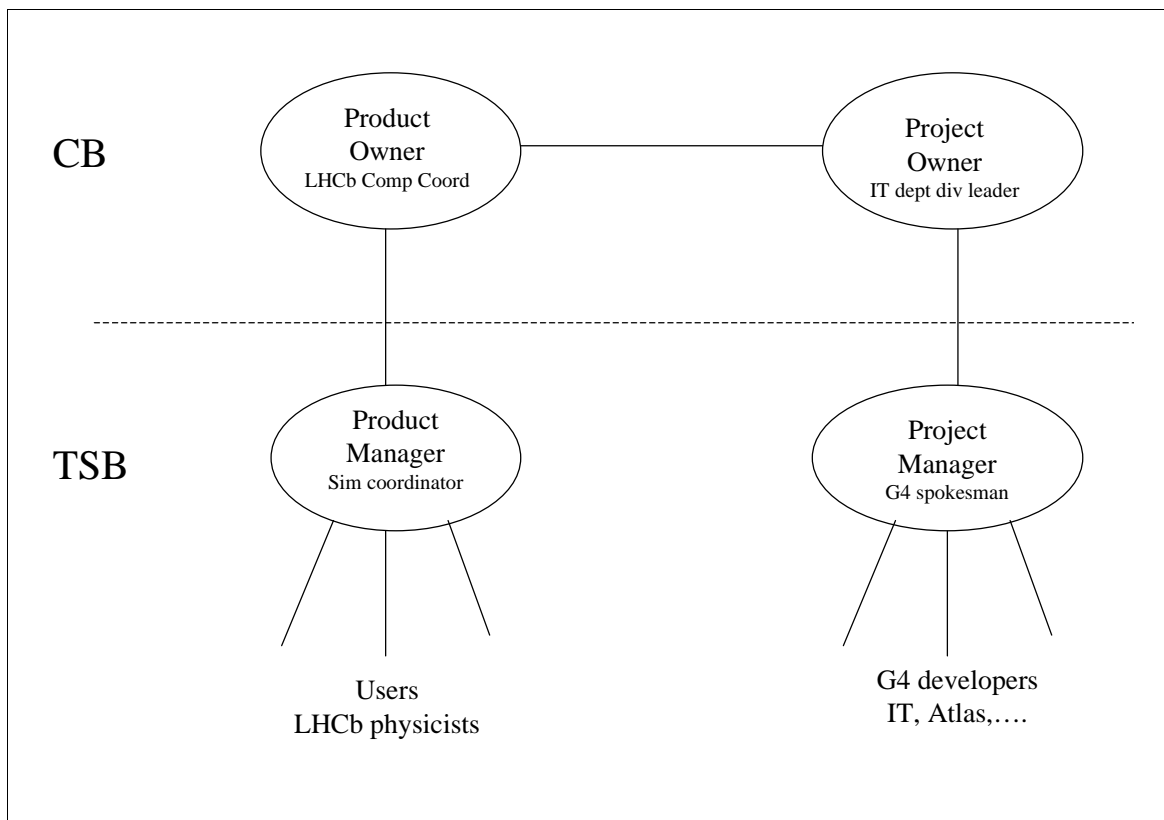 CB
Product
Owner
LHCb Comp Coord
Project
Owner
IT dept div leader
TSB
Product
Manager
Sim coordinator
Project
Manager
G4 spokesman
Users
LHCb physicists
G4 developers
IT, Atlas,….